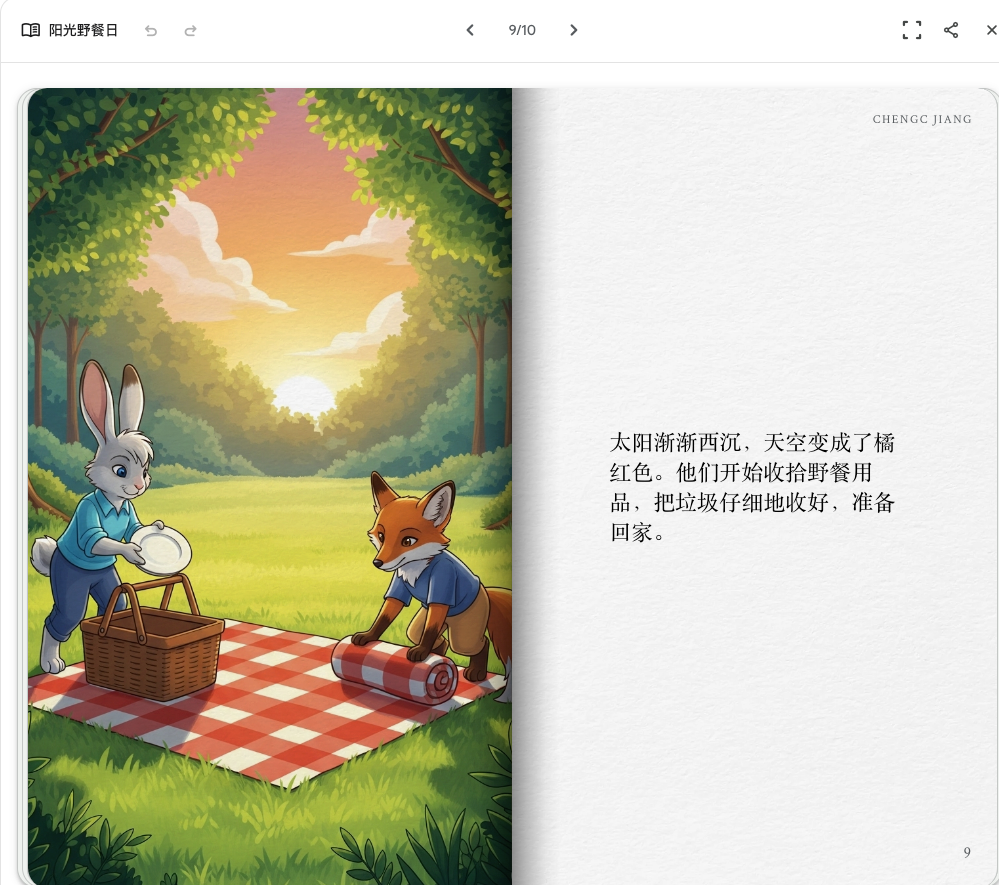 阳光野餐日
9/10
CHENGC JIANG
太阳渐渐西沉，天空变成了橘
红色。他们开始收拾野餐用
品，把垃圾仔细地收好，准备
回家。
9